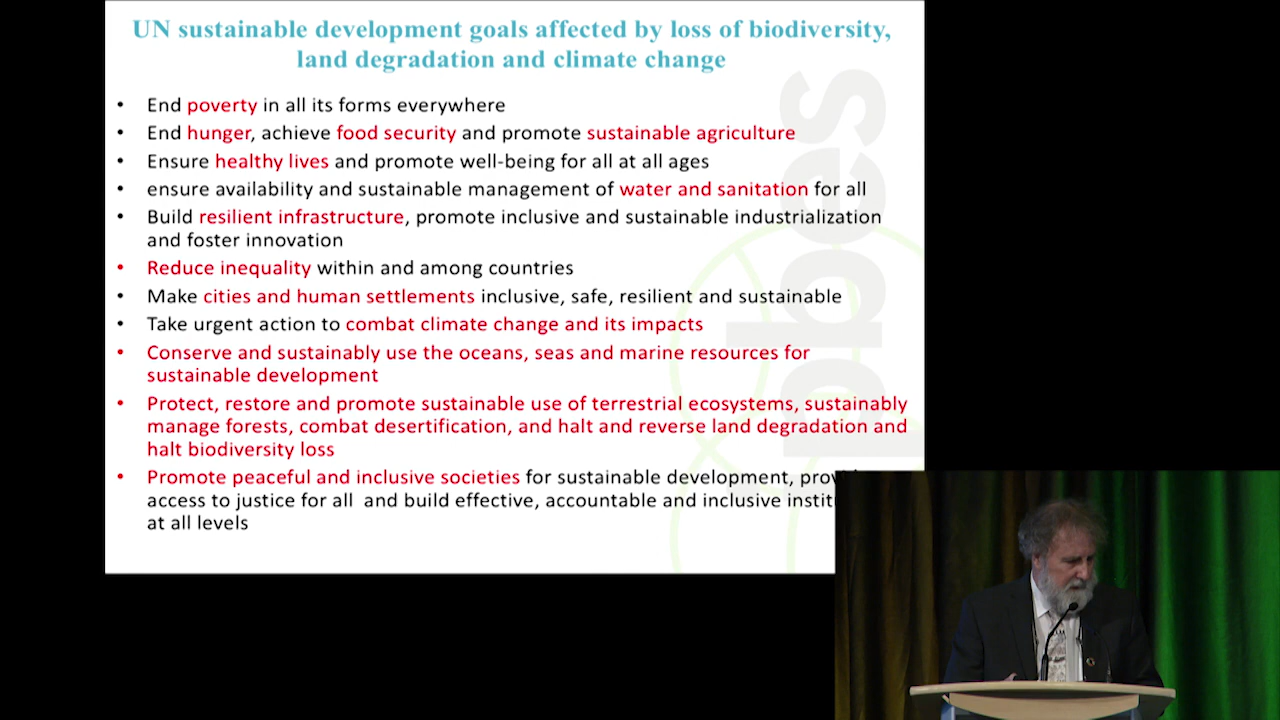 UN sustainable development goals affected by loss of biodiversity,
land degradation and climate change
• End poverty in all its forms everywhere
• End hunger, achieve food security and promote sustainable agriculture
• Ensure healthy lives and promote well-being for all at all ages
• ensure availability and sustainable management of water and sanitation for all
• Build resilient infrastructure, promote inclusive and sustainable industrialization
and foster innovation
• Reduce inequality within and among countries
• Make cities and human settlements inclusive, safe, resilient and sustainable
• Take urgent action to combat climate change and its impacts
• Conserve and sustainably use the oceans, seas and marine resources for
sustainable development
• Protect, restore and promote sustainable use of terrestrial ecosystems, sustainably
manage forests, combat desertification, and halt and reverse land degradation and
halt biodiversity loss
• Promote peaceful and inclusive societies for sustainable development,
access to justice for all and build effective, accountable and inclusive
at all levels
pbes